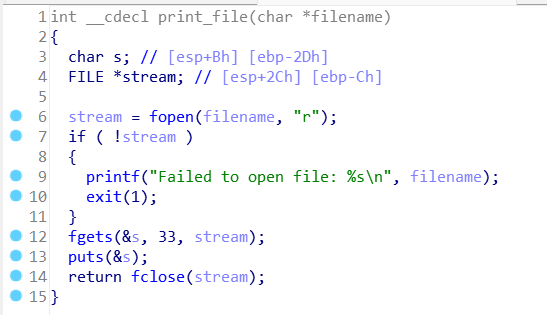 1 int __cdecl print_file(char *filename)
2 {
3   char s; // [esp+Bh] [ebp-2Dh]
4   FILE *stream; // [esp+2Ch] [ebp-Ch]
5
6   stream = fopen(filename, "r");
7   if ( !stream )
8   {
9     printf("Failed to open file: %s\n", filename);
10     exit(1);
11   }
12   fgets(&s, 33, stream);
13   puts(&s);
14   return fclose(stream);
15 }